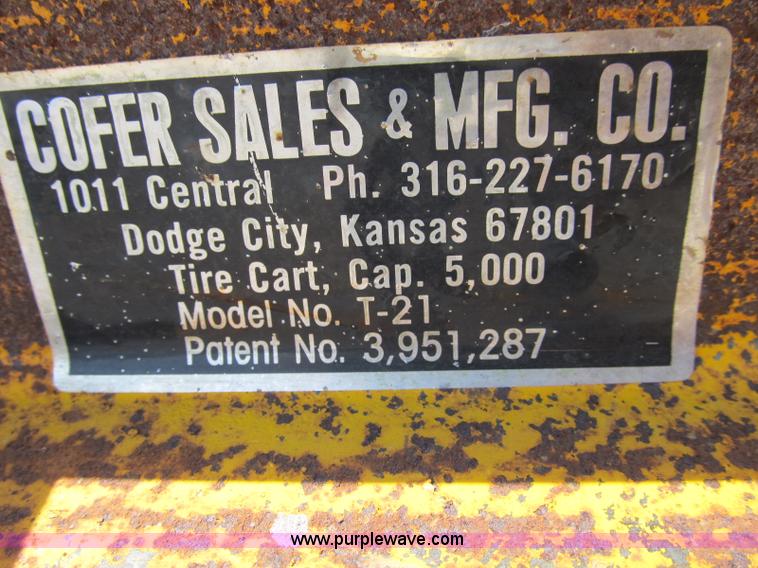 COFER SALES & MFG. CO.
1011 Central Ph. 316-227-6170
Dodge City, Kansas 67801
Tire Cart, Cap. 5,000
Model No. T-21
Patent No. 3,951,287
www.purplewave.com